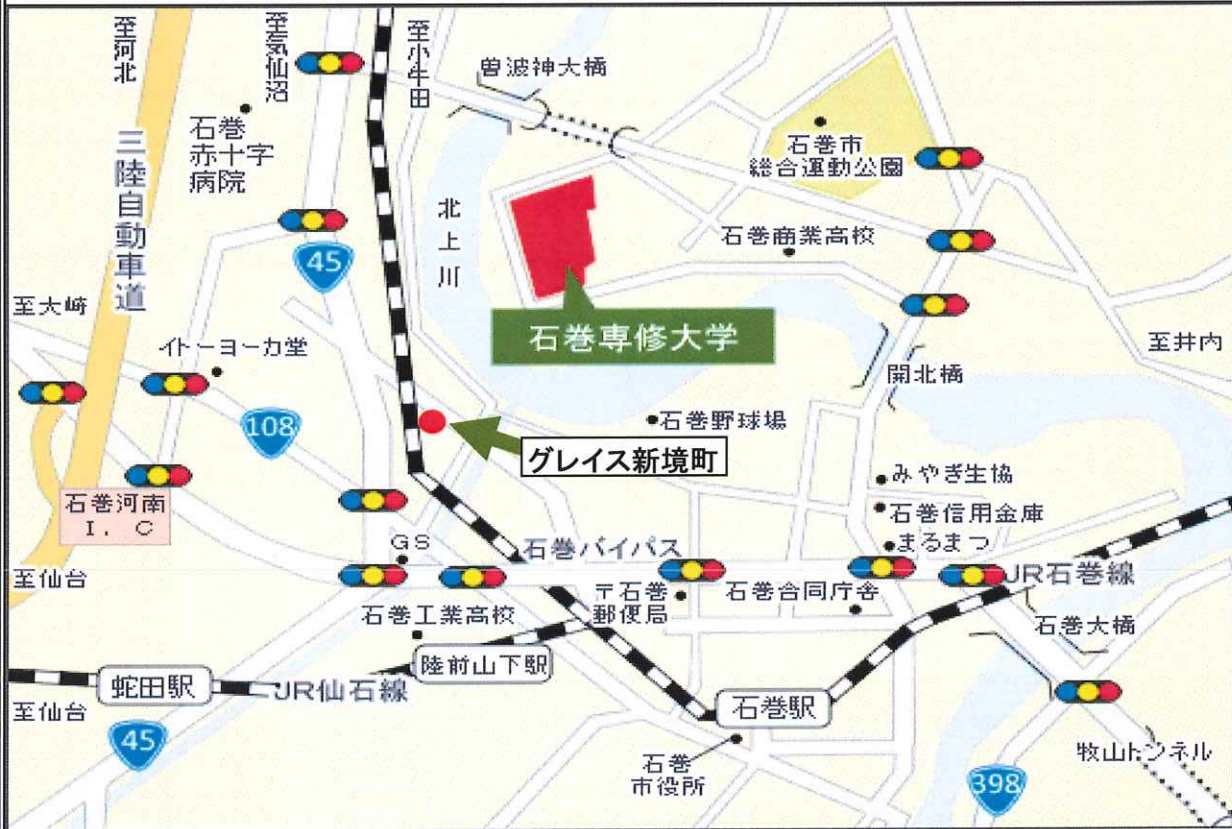 至河北
至気仙沼
至小牛田
曽波神大橋
石巻
赤十字
病院
三陸自動車道
石巻市
総合運動公園
北上川
石巻商業高校
45
至大崎
石巻専修大学
至井内
イトーヨーカ堂
開北橋
108
石巻野球場
グレイス新境町
みやぎ生協
石巻河南
I. C
石巻信用金庫
まるまつ
GS
石巻バイパス
至仙台
JR石巻線
〒石巻
郵便局
石巻合同庁舎
石巻工業高校
石巻大橋
陸前山下駅
蛇田駅
JR仙石線
石巻駅
至仙台
45
石巻
市役所
牧山トンネル
398